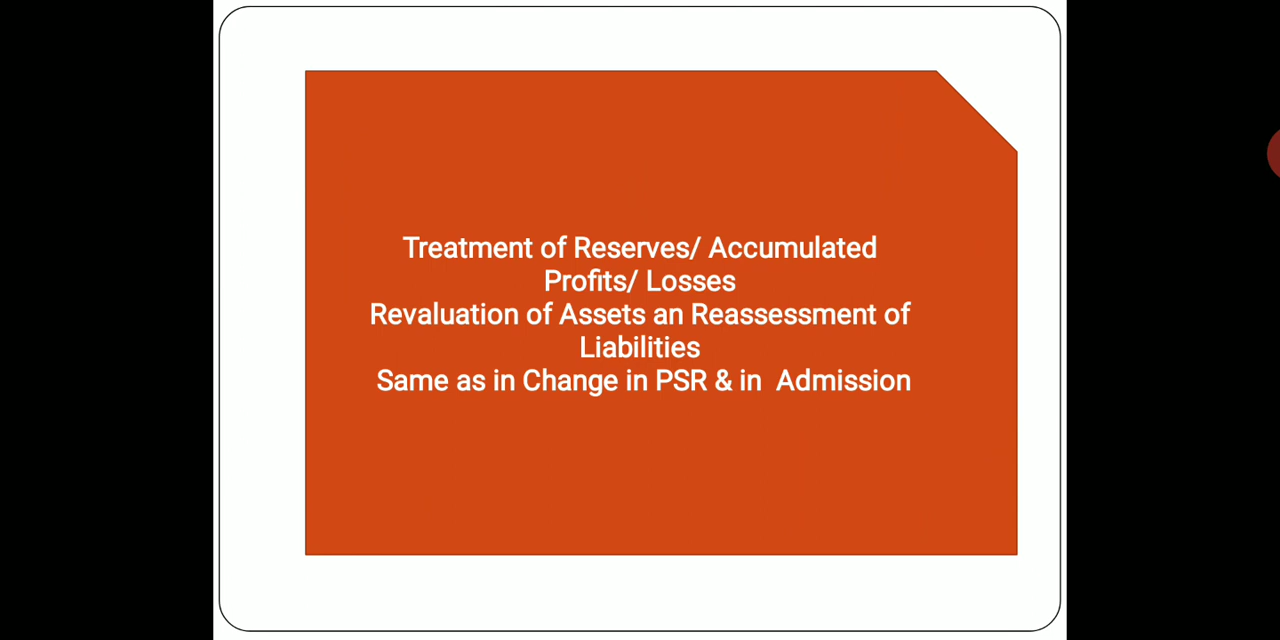 Treatment of Reserves/ Accumulated
Profits/ Losses
Revaluation of Assets an Reassessment of
Liabilities
Same as in Change in PSR & in Admission